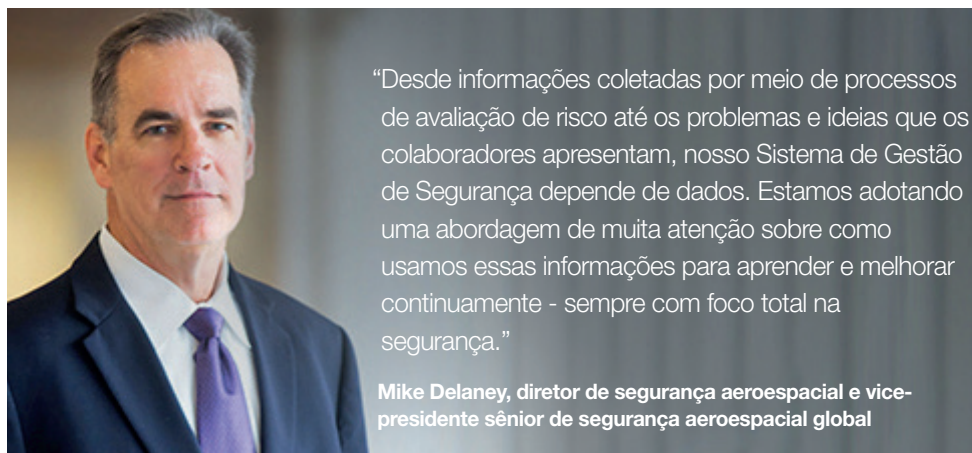 “Desde informações coletadas por meio de processos
de avaliação de risco até os problemas e ideias que os
colaboradores apresentam, nosso Sistema de Gestão
de Segurança depende de dados. Estamos adotando
uma abordagem de muita atenção sobre como
usamos essas informações para aprender e melhorar
continuamente - sempre com foco total na
segurança.”
Mike Delaney, diretor de segurança aeroespacial e vice-
presidente sênior de segurança aeroespacial global